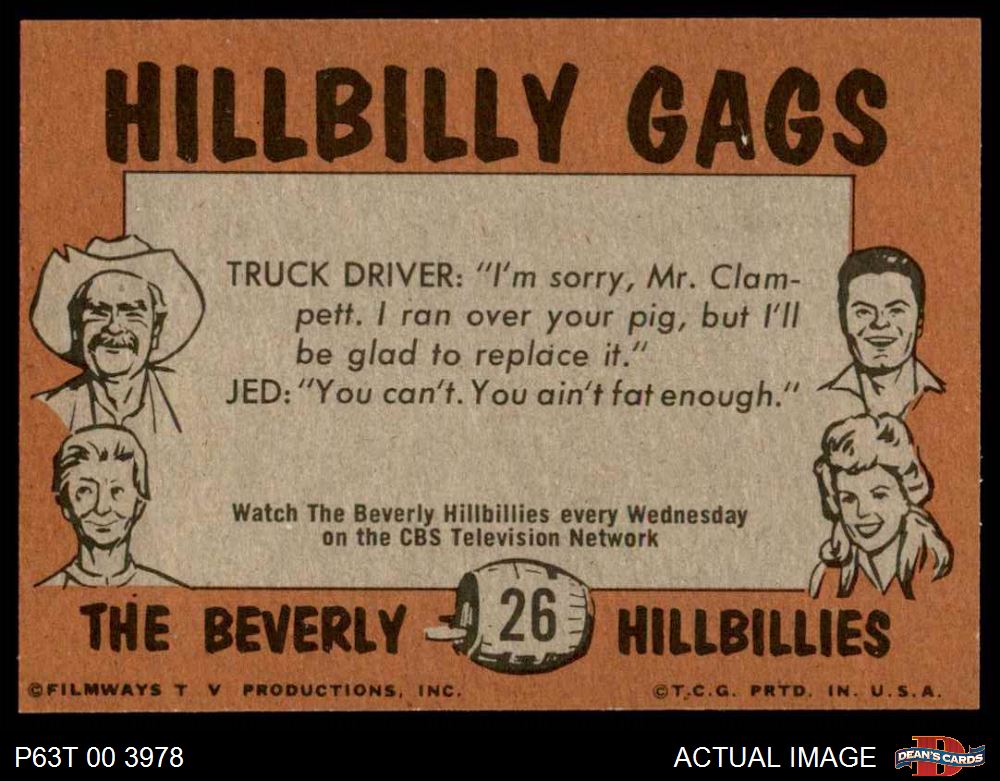 HILLBILLY GAGS
TRUCK DRIVER: "I'm sorry, Mr. Clam-
pett. I ran over your pig, but I'll
be glad to replace it."
JED: "You can't. You ain't fat enough."
Watch The Beverly Hillbillies every Wednesday
on the CBS Television Network
THE BEVERLY 26 HILLBILLIES
©FILMWAYS T V PRODUCTIONS, INC. ©T.C.G. PRTD. IN U.S.A.
P63T 00 3978 ACTUAL IMAGE DEAN'S CARDS